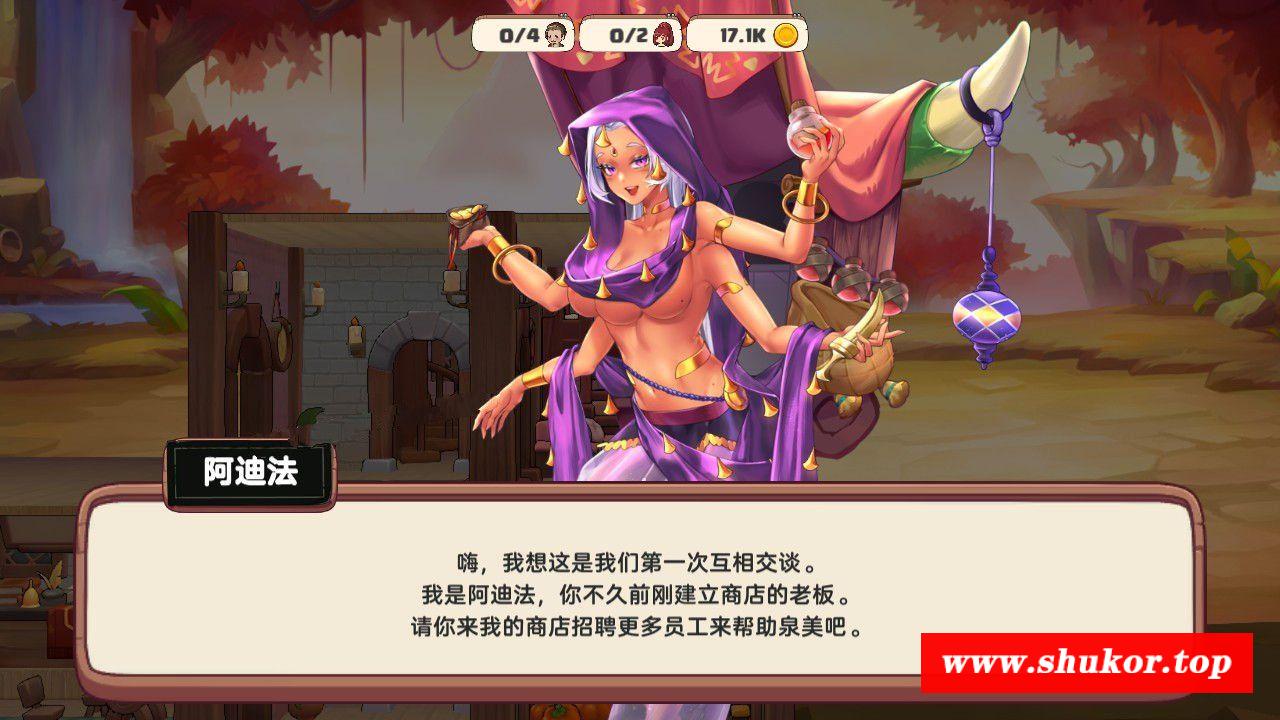 0/4
0/2
17.1K
阿迪法
嗨，我想这是我们第一次互相交谈。
我是阿迪法，你不久前刚建立商店的老板。
请你来我的商店招聘更多员工来帮助泉美吧。
www.shukor.top